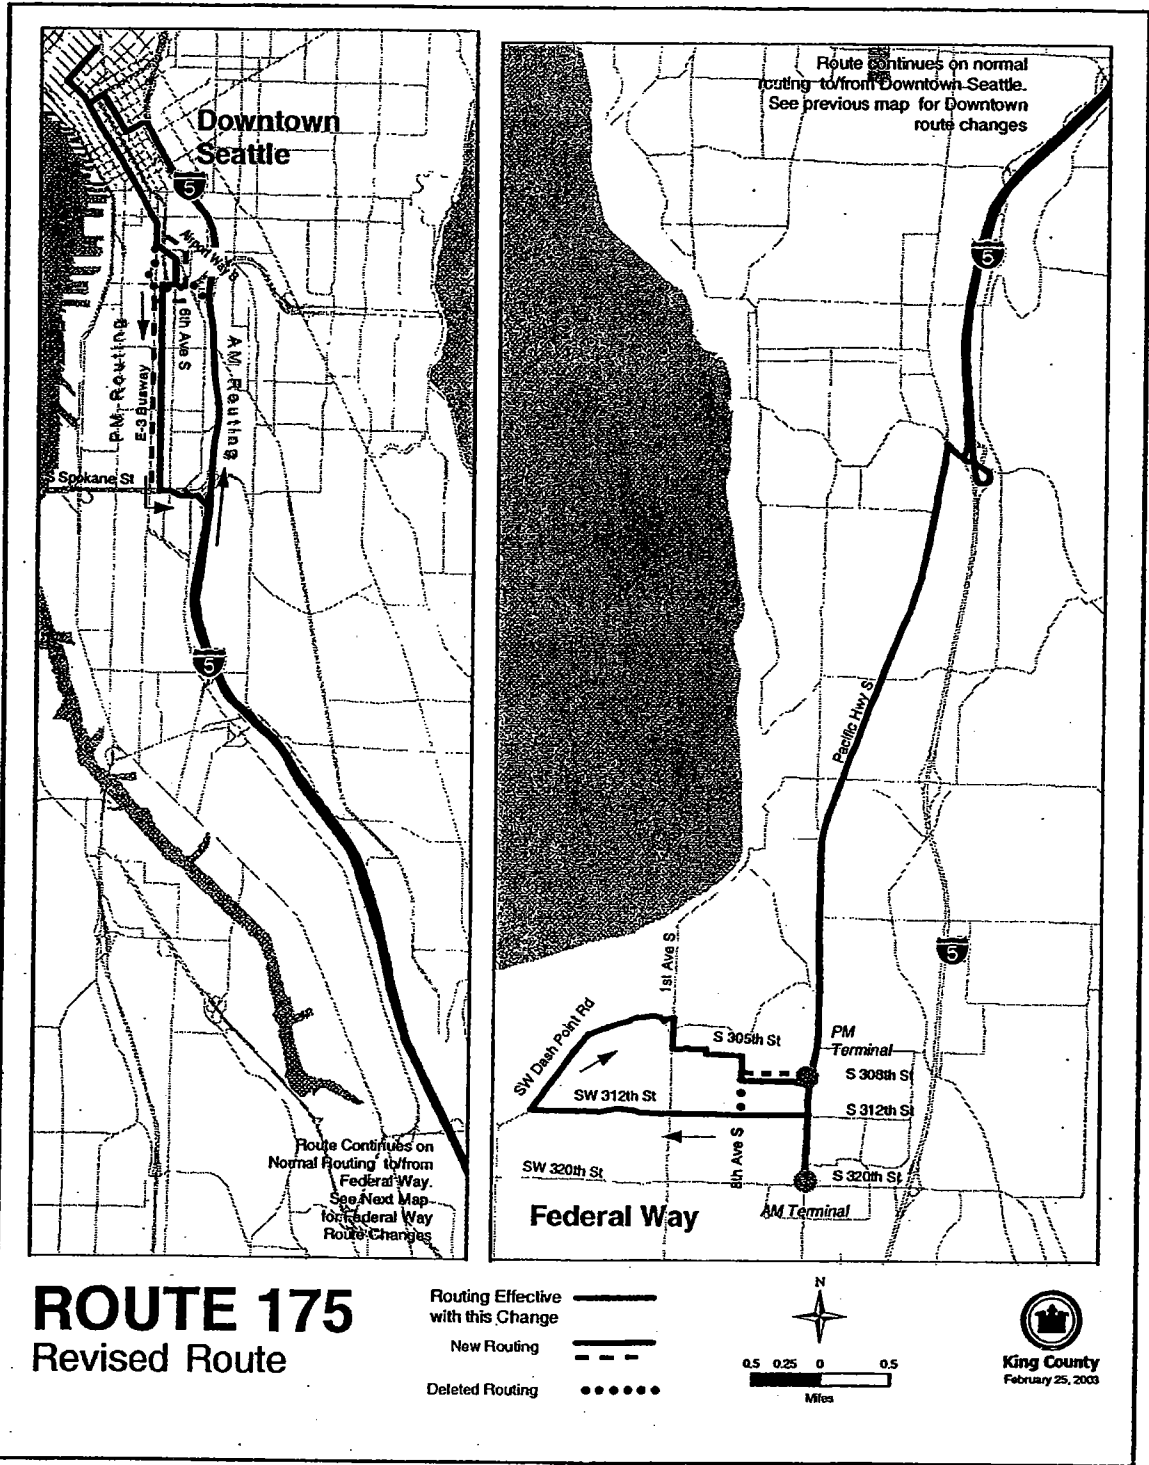 Downtown
Seattle
5
Airport Way S
6th Ave S
PM Routing
E-3 Busway
AM Routing
S Spokane St
5
Route Continues on
Normal Routing to/from
Federal Way.
See Next Map
for Federal Way
Route Changes
Route continues on normal
routing to/from Downtown Seattle.
See previous map for Downtown
route changes
5
Pacific Hwy S
5
1st Ave S
SW Dash Point Rd
S 305th St
PM
Terminal
S 308th St
SW 312th St
S 312th St
8th Ave S
SW 320th St
S 320th St
AM Terminal
Federal Way
ROUTE 175
Revised Route
Routing Effective
with this Change
New Routing
Deleted Routing
N
0.5 0.25 0 0.5
Miles
King County
February 25, 2003